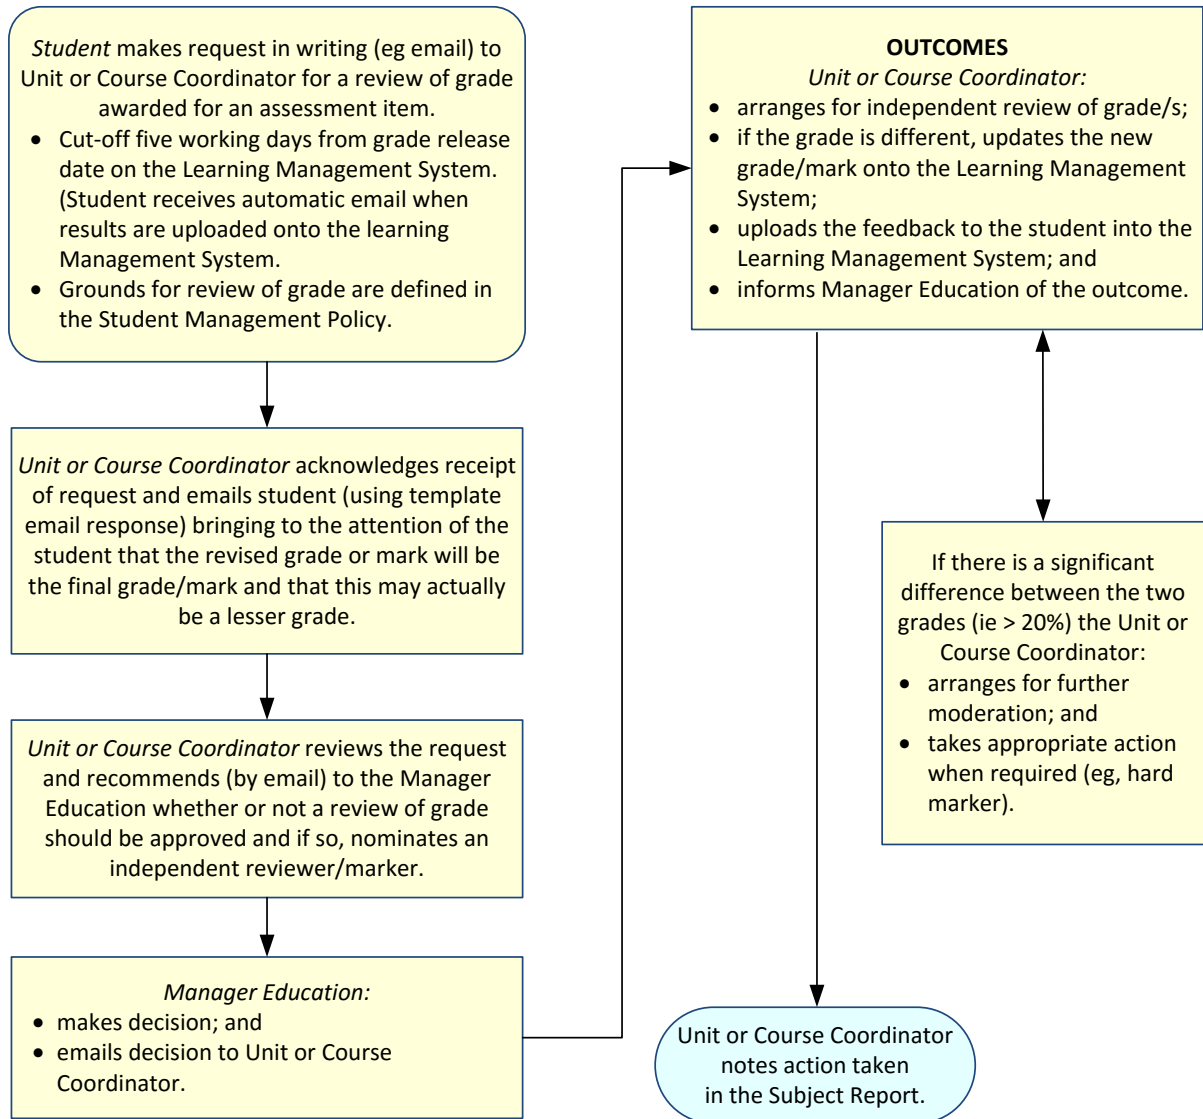 Student makes request in writing (eg email) to
Unit or Course Coordinator for a review of grade
awarded for an assessment item.
• Cut-off five working days from grade release
date on the Learning Management System.
(Student receives automatic email when
results are uploaded onto the learning
Management System.
• Grounds for review of grade are defined in
the Student Management Policy.
Unit or Course Coordinator acknowledges receipt
of request and emails student (using template
email response) bringing to the attention of the
student that the revised grade or mark will be
the final grade/mark and that this may actually
be a lesser grade.
Unit or Course Coordinator reviews the request
and recommends (by email) to the Manager
Education whether or not a review of grade
should be approved and if so, nominates an
independent reviewer/marker.
Manager Education:
• makes decision; and
• emails decision to Unit or Course
Coordinator.
OUTCOMES
Unit or Course Coordinator:
• arranges for independent review of grade/s;
• if the grade is different, updates the new
grade/mark onto the Learning Management
System;
• uploads the feedback to the student into the
Learning Management System; and
• informs Manager Education of the outcome.
If there is a significant
difference between the two
grades (ie > 20%) the Unit or
Course Coordinator:
• arranges for further
moderation; and
• takes appropriate action
when required (eg, hard
marker).
Unit or Course Coordinator
notes action taken
in the Subject Report.